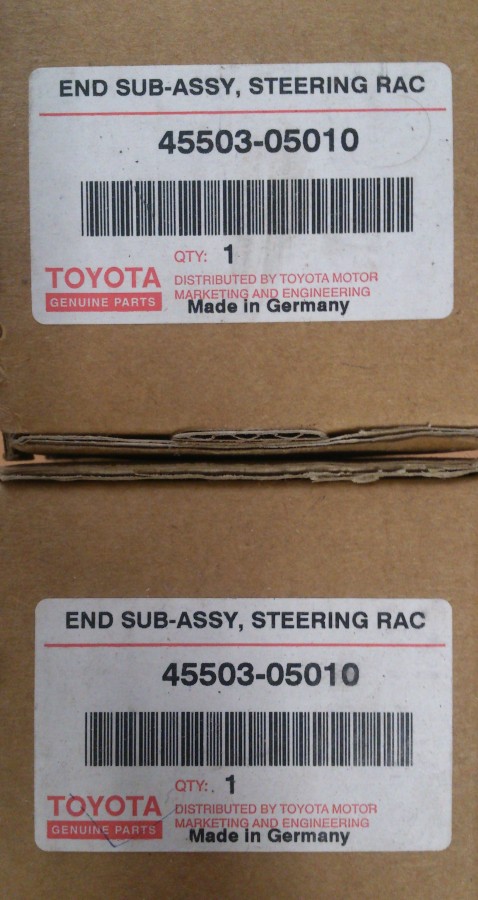 END SUB-ASSY, STEERING RAC
45503-05010
QTY: 1
TOYOTA
GENUINE PARTS
DISTRIBUTED BY TOYOTA MOTOR
MARKETING AND ENGINEERING
Made in Germany
END SUB-ASSY, STEERING RAC
45503-05010
QTY: 1
TOYOTA
GENUINE PARTS
DISTRIBUTED BY TOYOTA MOTOR
MARKETING AND ENGINEERING
Made in Germany